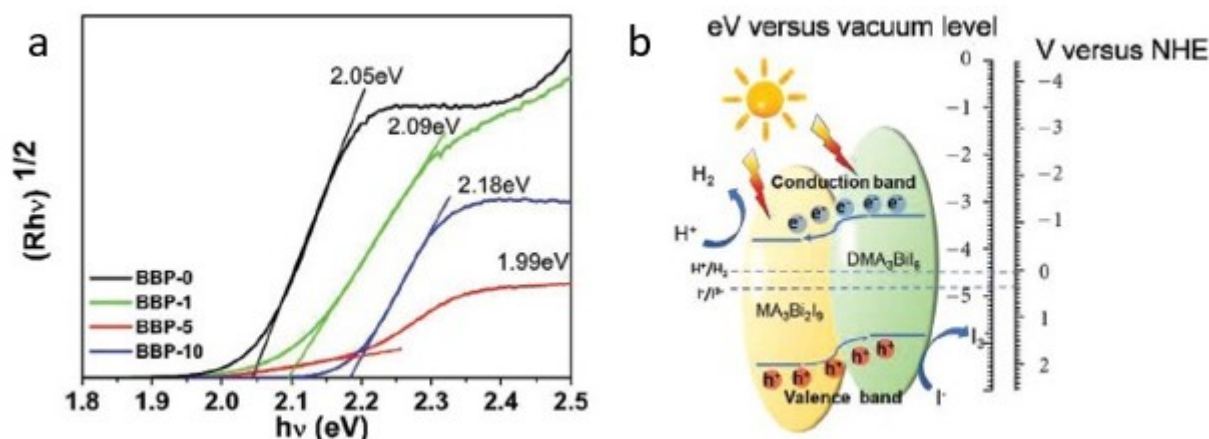 a
2.05eV
2.09eV
2.18eV
1.99eV
(Rhν) 1/2
BBP-0
BBP-1
BBP-5
BBP-10
1.8 1.9 2.0 2.1 2.2 2.3 2.4 2.5
hν (eV)
b
eV versus vacuum level
V versus NHE
0
-1
-2
-3
-4
-5
-4
-3
-2
-1
0
1
2
H2
H+
Conduction band
e- e- e- e- e-
H+/H2
DMA3BiI6
MA3Bi2I9
h+ h+ h+ h+ h+
Valence band
I-